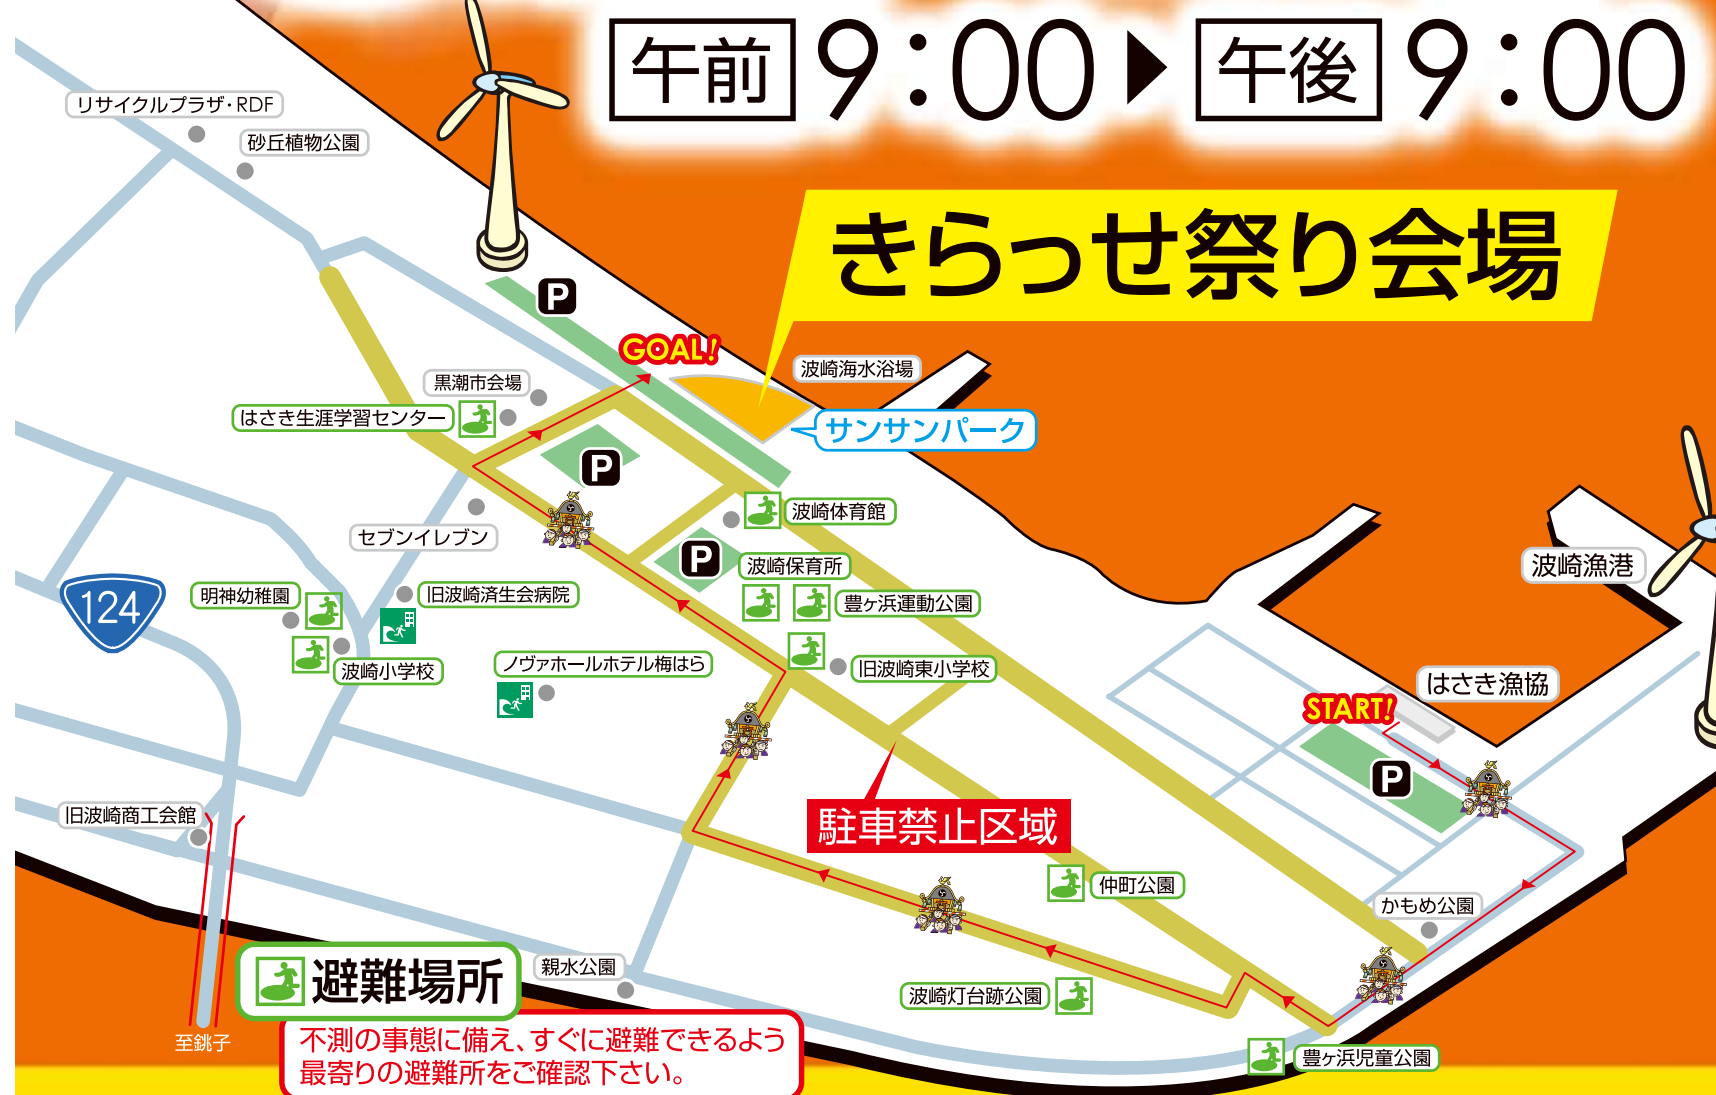 午前 9:00 ▶ 午後 9:00
リサイクルプラザ・RDF
砂丘植物公園
きらっせ祭り会場
P
GOAL!
波崎海水浴場
黒潮市会場
はさき生涯学習センター
サンサンパーク
P
波崎体育館
セブンイレブン
P
波崎保育所
波崎漁港
124
明神幼稚園
旧波崎済生会病院
豊ヶ浜運動公園
波崎小学校
ノヴァホールホテル梅はら
旧波崎東小学校
はさき漁協
START!
P
旧波崎商工会館
駐車禁止区域
仲町公園
かもめ公園
避難場所
親水公園
波崎灯台跡公園
至銚子
不測の事態に備え、すぐに避難できるよう
最寄りの避難所をご確認下さい。
豊ヶ浜児童公園